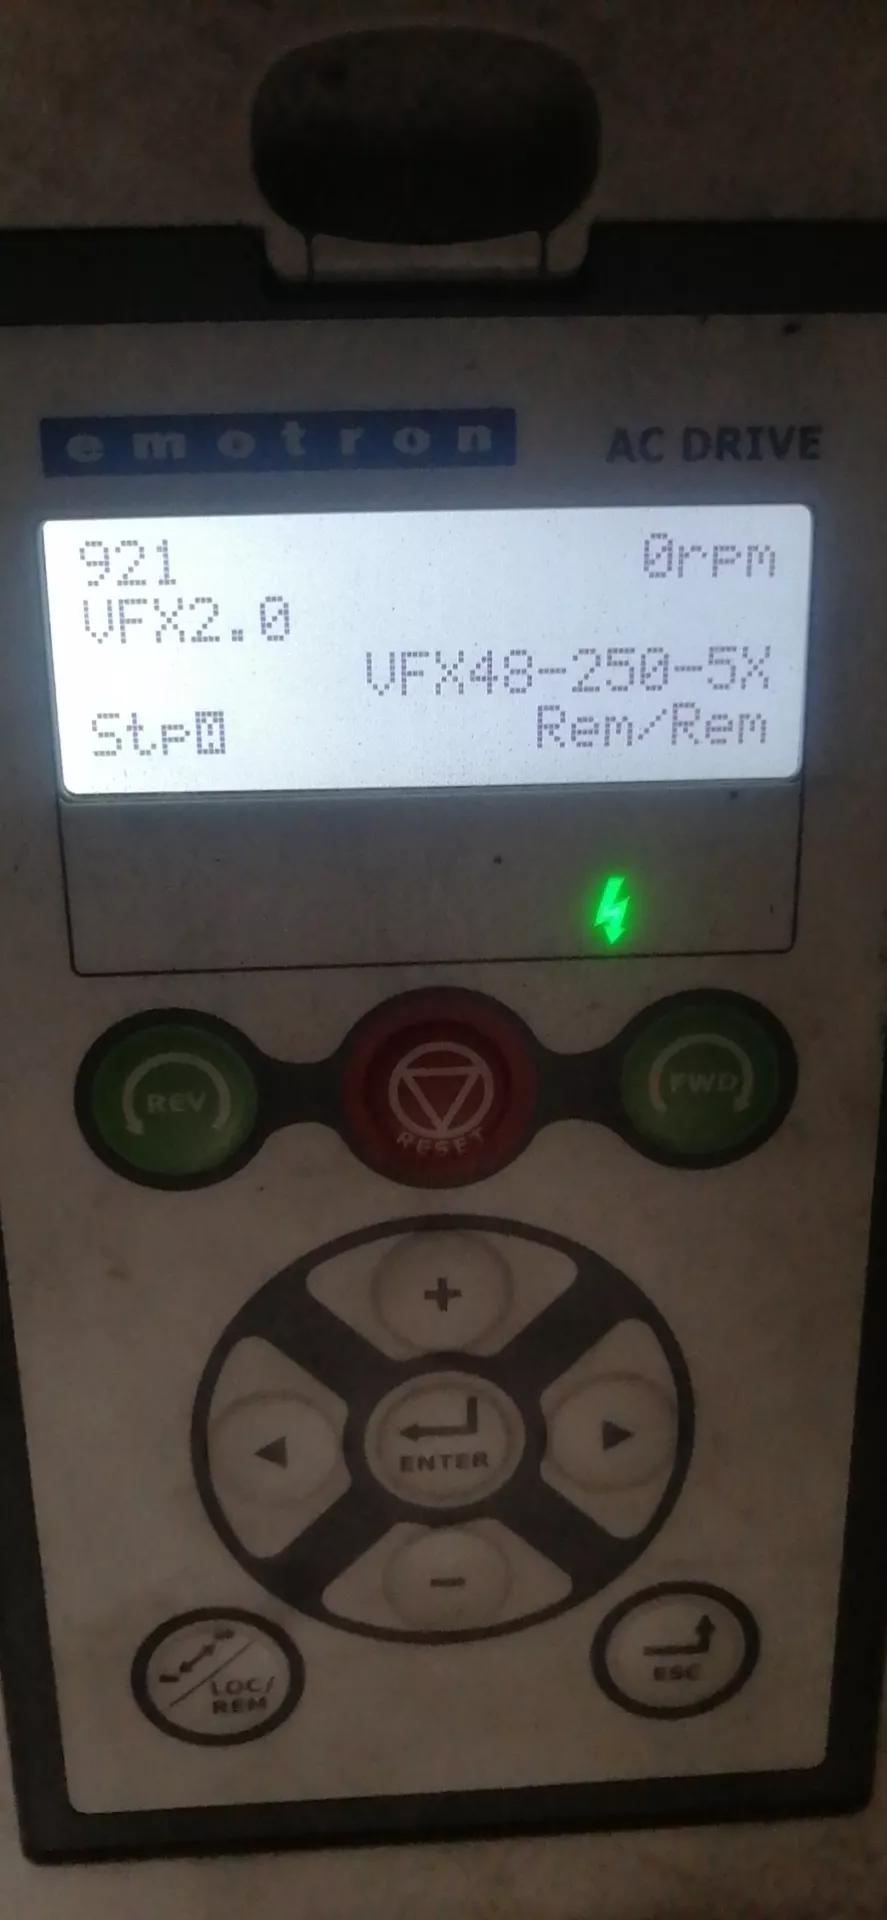 emotron AC DRIVE
921 0rpm
VFX2.0
VFX48-250-5X
Stp Rem/Rem
REV RESET FWD
+
ENTER
-
LOC/
REM
ESC